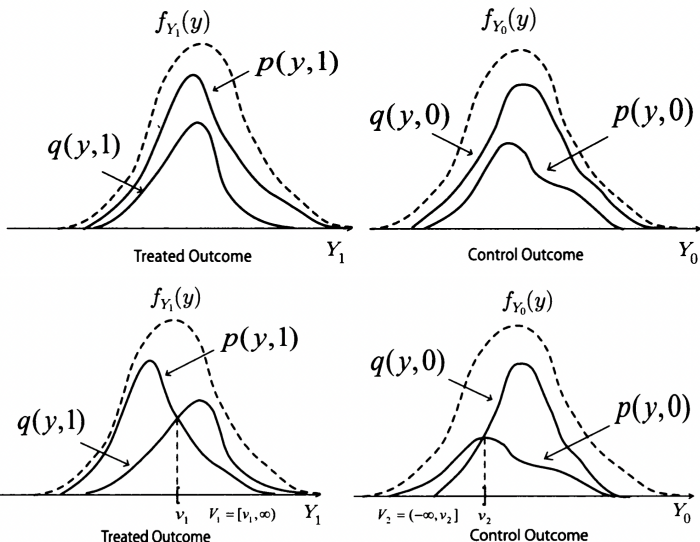 f_{Y_1}(y)
p(y,1)
q(y,1)
Y_1
Treated Outcome
f_{Y_0}(y)
q(y,0)
p(y,0)
Y_0
Control Outcome
f_{Y_1}(y)
p(y,1)
q(y,1)
v_1
V_1 = [v_1, ∞)
Y_1
Treated Outcome
f_{Y_0}(y)
q(y,0)
p(y,0)
V_2 = (-∞, v_2]
v_2
Y_0
Control Outcome